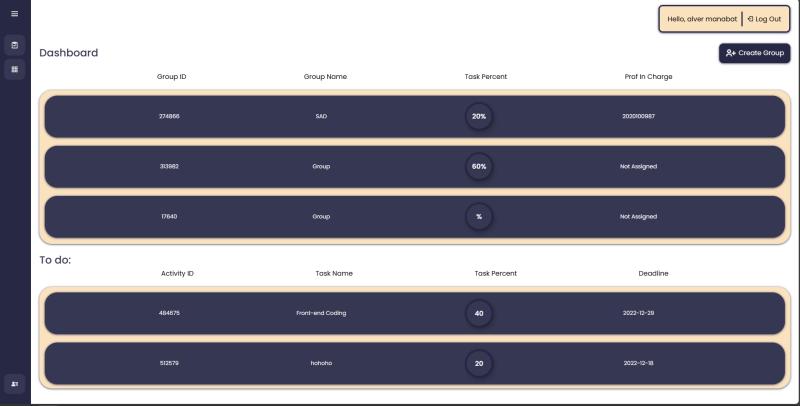 Hello, alver manabat Log Out
Dashboard
Create Group
Group ID Group Name Task Percent Prof In Charge
274866 SAD 20% 2020100987
313982 Group 60% Not Assigned
17640 Group % Not Assigned
To do:
Activity ID Task Name Task Percent Deadline
484675 Front-end Coding 40 2022-12-29
512579 hohoho 20 2022-12-18